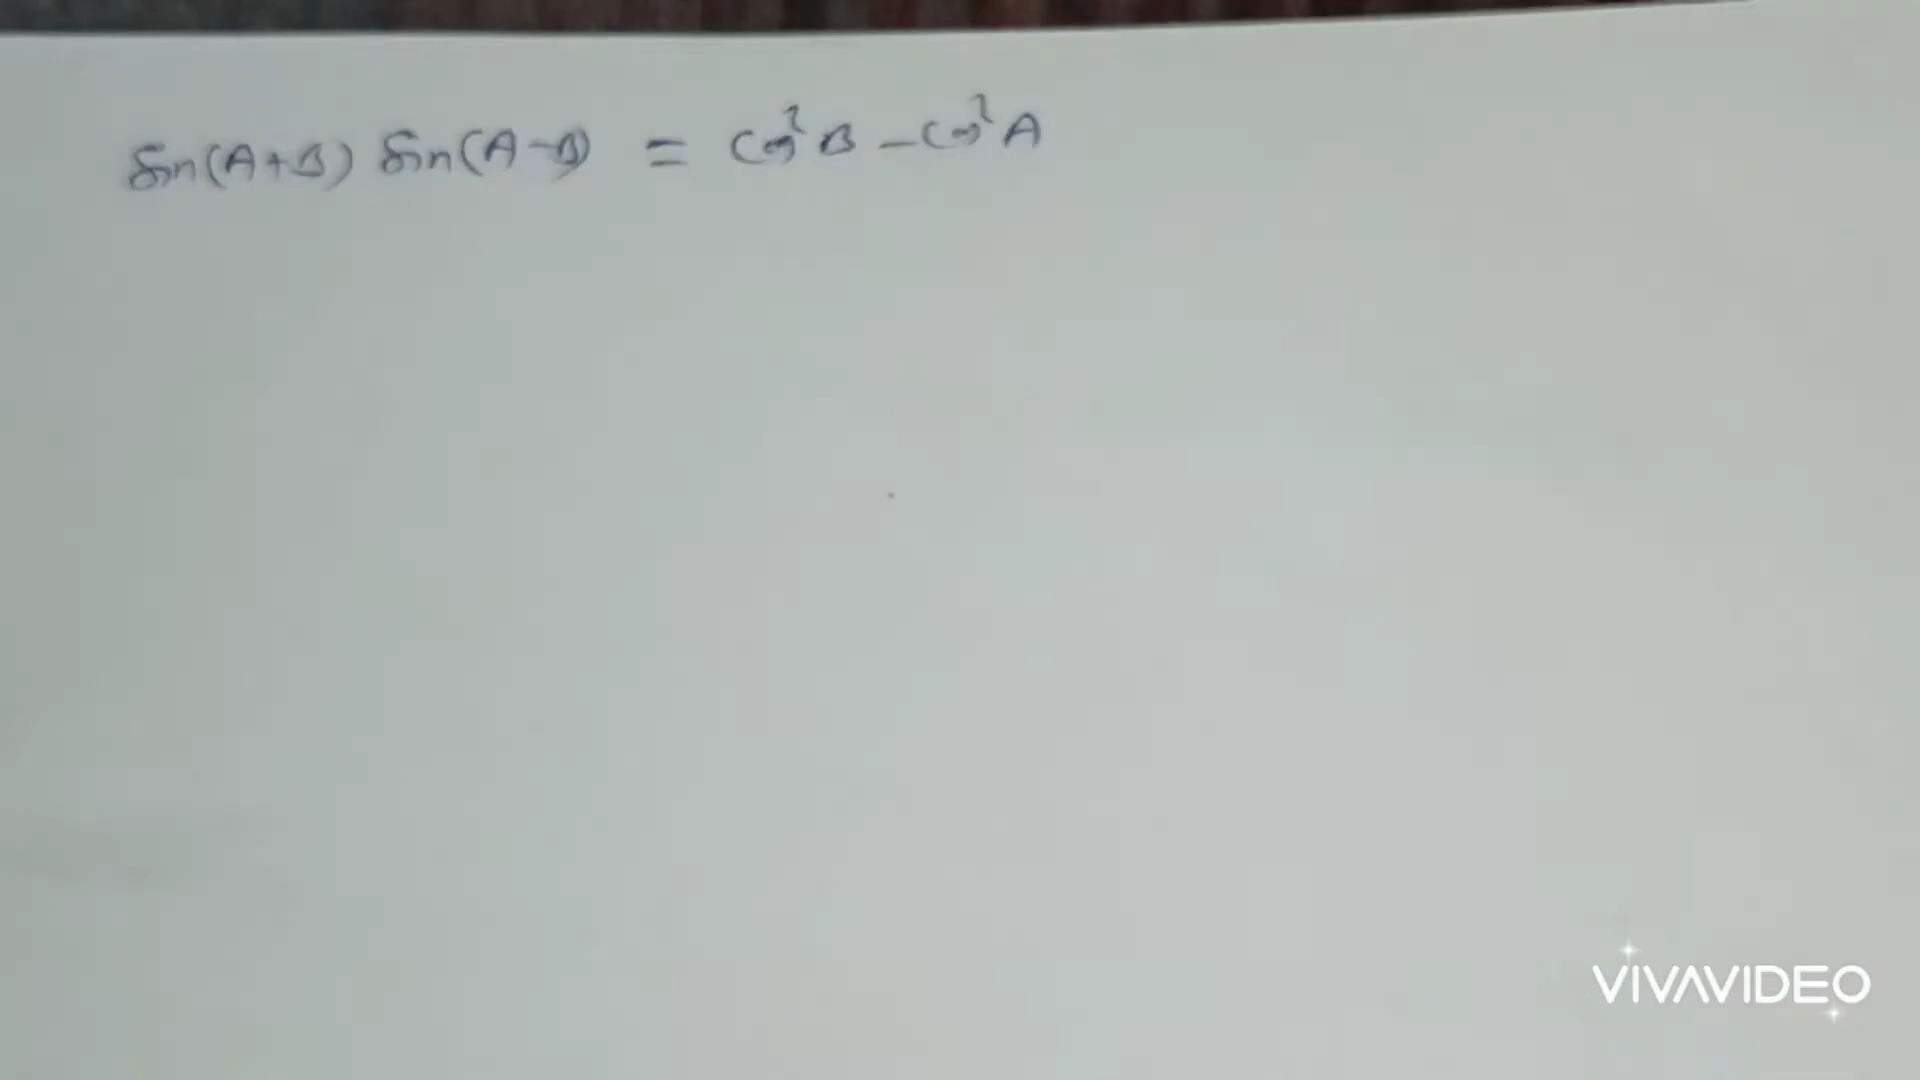 Sin(A+B) Sin(A-B) = Cos²B - Cos²A
VIVAVIDEO